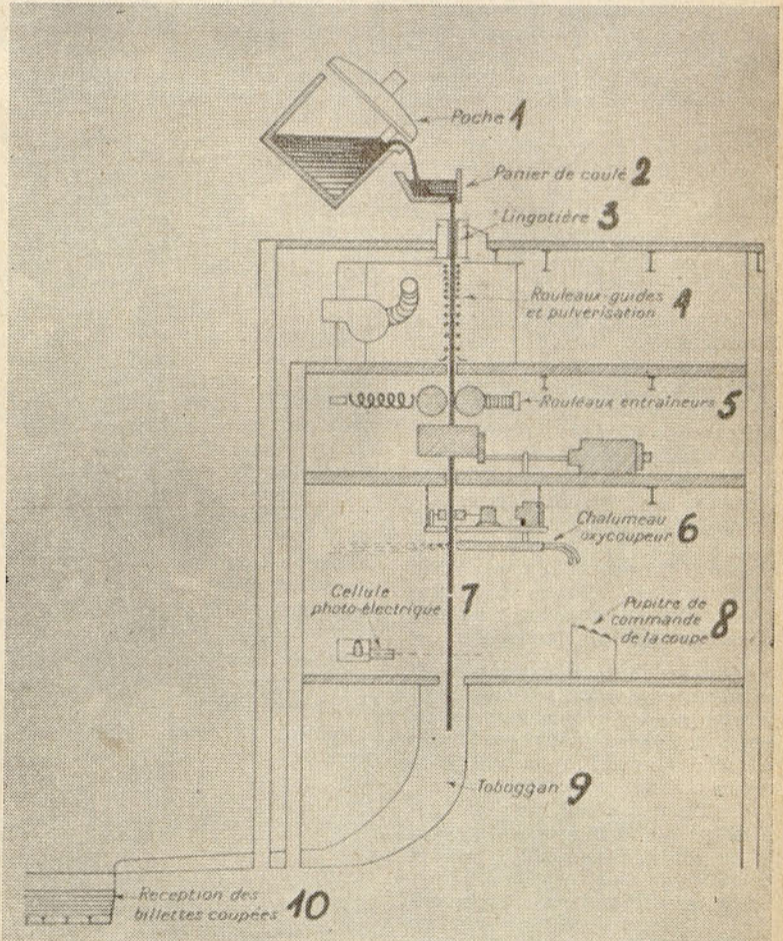 Poche 1
Panier de coulé 2
Lingotière 3
Rouleaux-guides
et pulvérisation 4
Rouleaux entraîneurs 5
Chalumeau
oxycoupeur 6
Cellule
photo-électrique 7
Pupitre de
commande
de la coupe 8
Toboggan 9
Réception des
billettes coupées 10